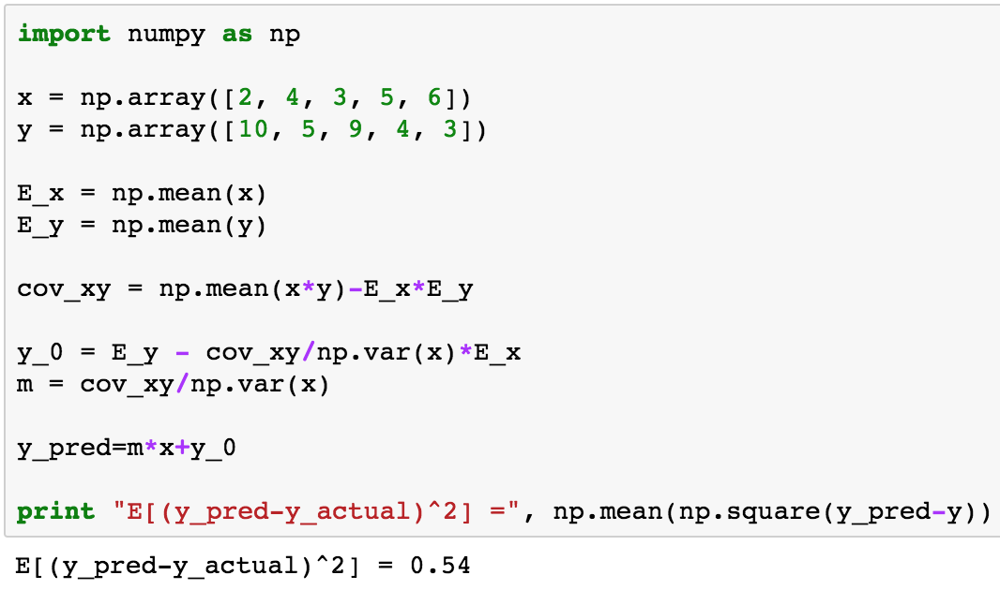 import numpy as np
x = np.array([2, 4, 3, 5, 6])
y = np.array([10, 5, 9, 4, 3])
E_x = np.mean(x)
E_y = np.mean(y)
cov_xy = np.mean(x*y)-E_x*E_y
y_0 = E_y - cov_xy/np.var(x)*E_x
m = cov_xy/np.var(x)
y_pred=m*x+y_0
print "E[(y_pred-y_actual)^2] =", np.mean(np.square(y_pred-y))
E[(y_pred-y_actual)^2] = 0.54